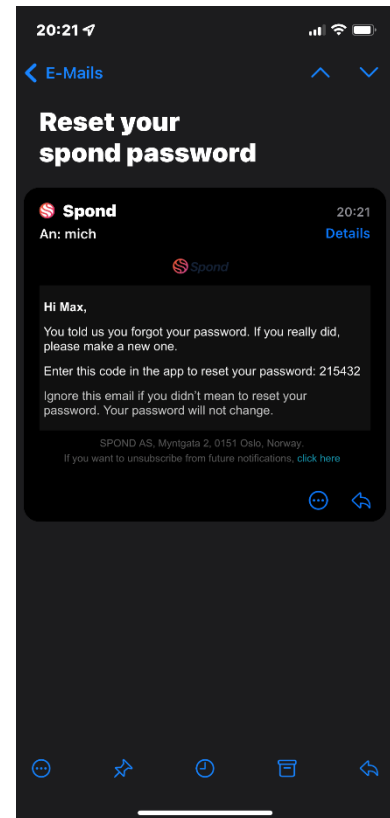 20:21
E-Mails
Reset your
spond password
Spond
20:21
An: mich
Details
Spond
Hi Max,
You told us you forgot your password. If you really did,
please make a new one.
Enter this code in the app to reset your password: 215432
Ignore this email if you didn't mean to reset your
password. Your password will not change.
SPOND AS, Myntgata 2, 0151 Oslo, Norway.
If you want to unsubscribe from future notifications, click here